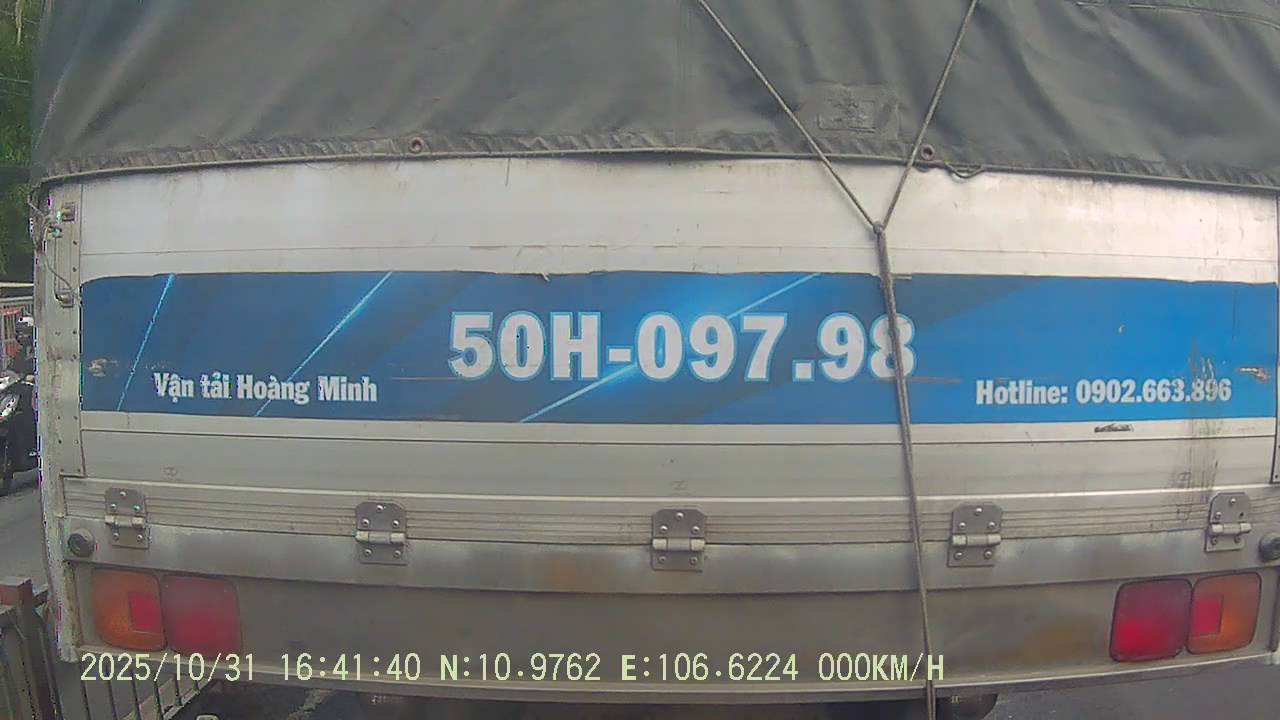 50H-097.98
Vận tải Hoàng Minh
Hotline: 0902.663.896
2025/10/31 16:41:40 N:10.9762 E:106.6224 000KM/H